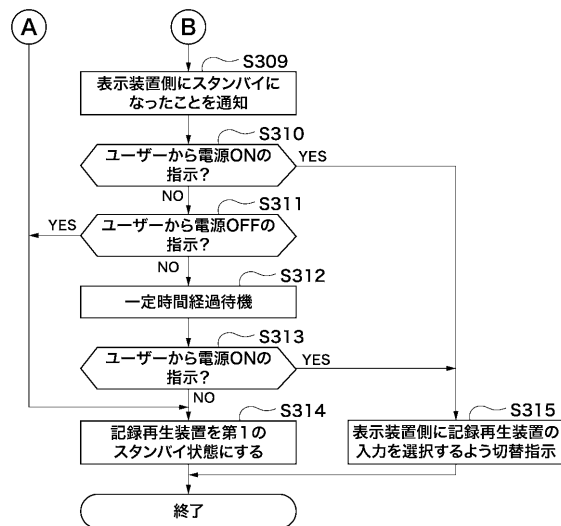 A
B
S309
表示装置側にスタンバイに
なったことを通知
S310
ユーザーから電源ONの
指示？
YES
NO
S311
ユーザーから電源OFFの
指示？
YES
NO
S312
一定時間経過待機
S313
ユーザーから電源ONの
指示？
YES
NO
S314
記録再生装置を第1の
スタンバイ状態にする
S315
表示装置側に記録再生装置の
入力を選択するよう切替指示
終了